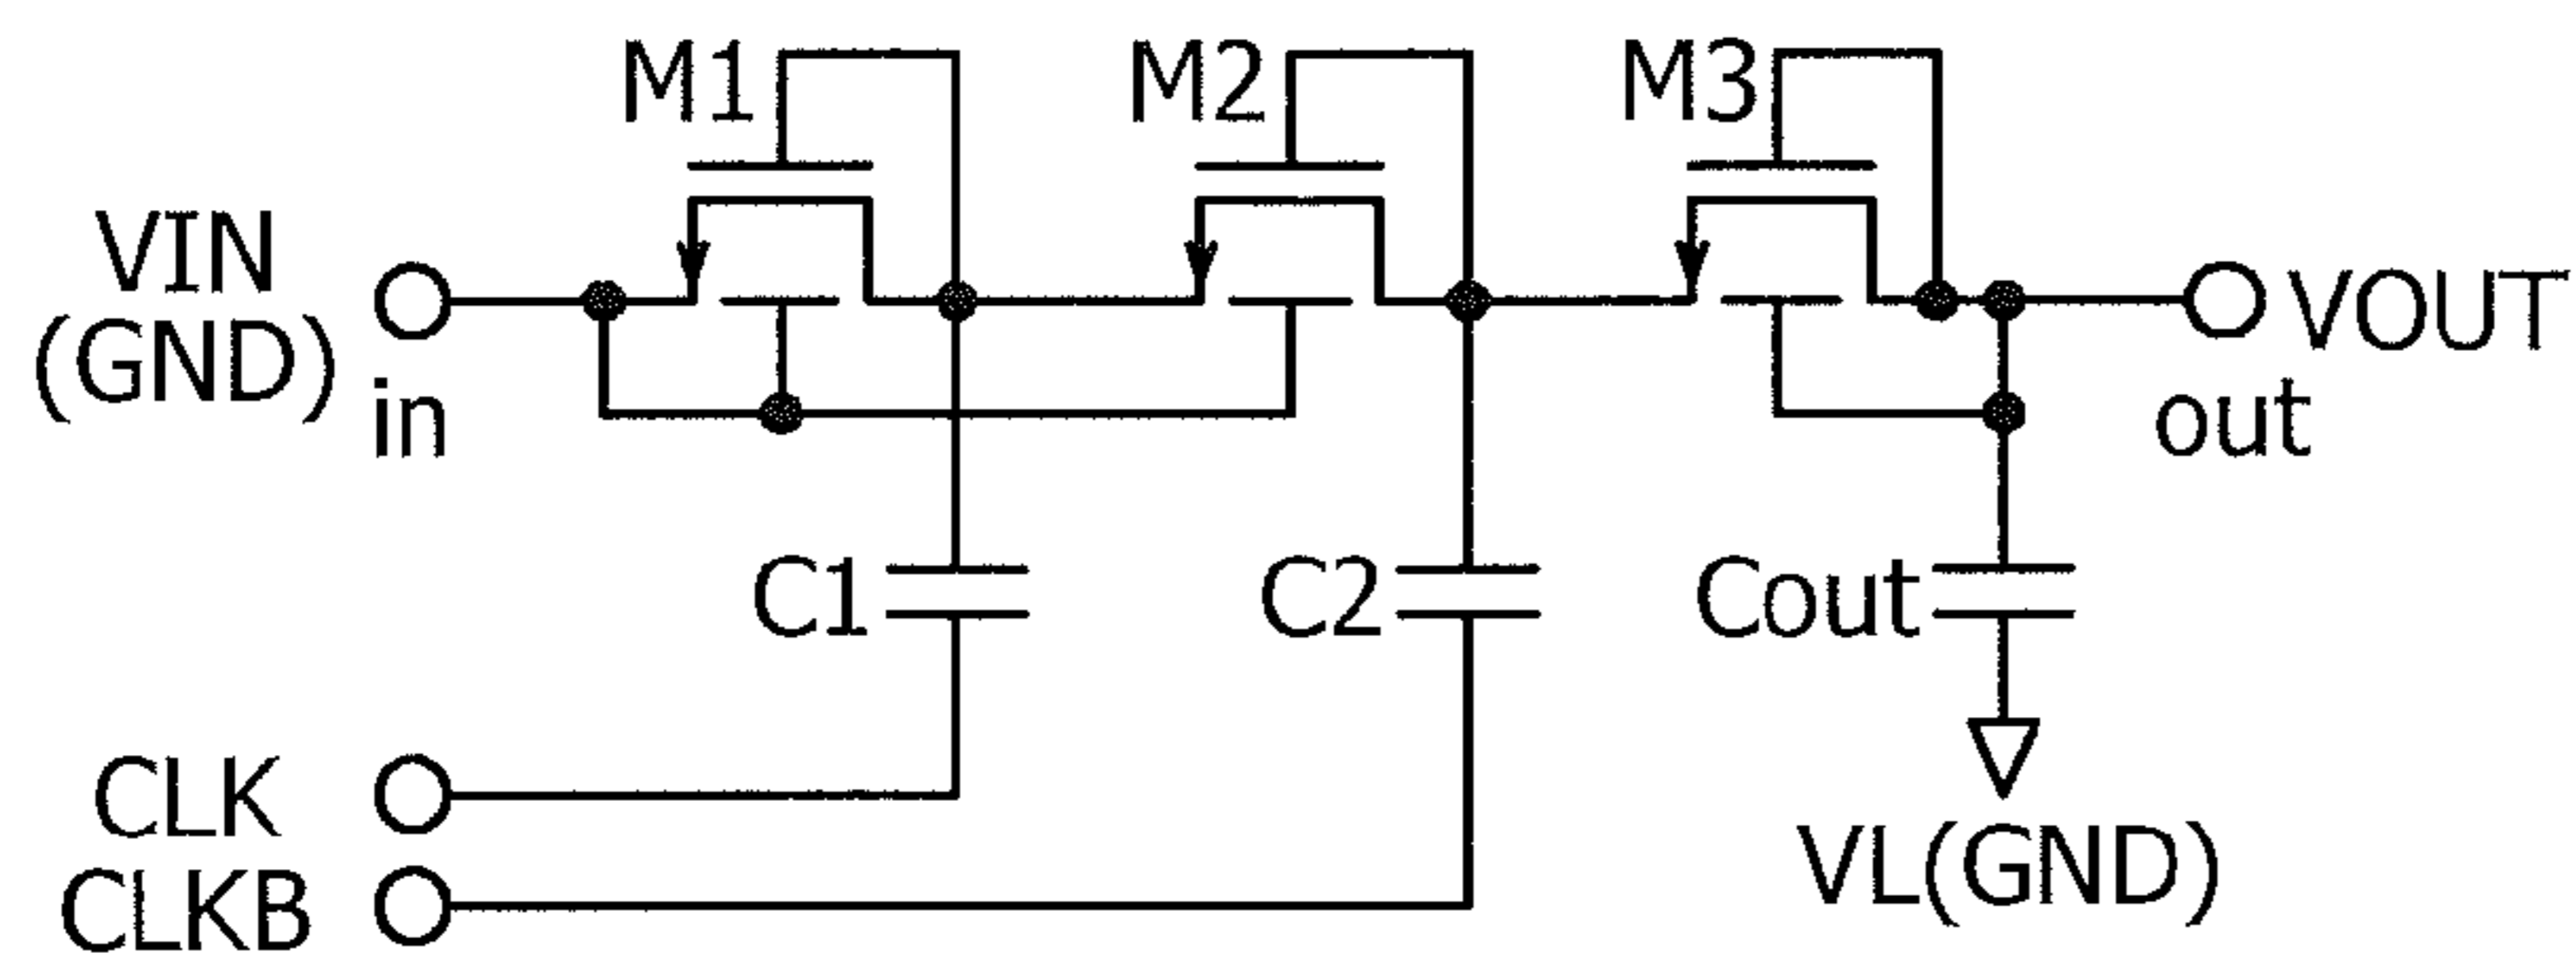 M1
M2
M3
VIN
(GND)
in
VOUT
out
C1
C2
Cout
CLK
CLKB
VL(GND)